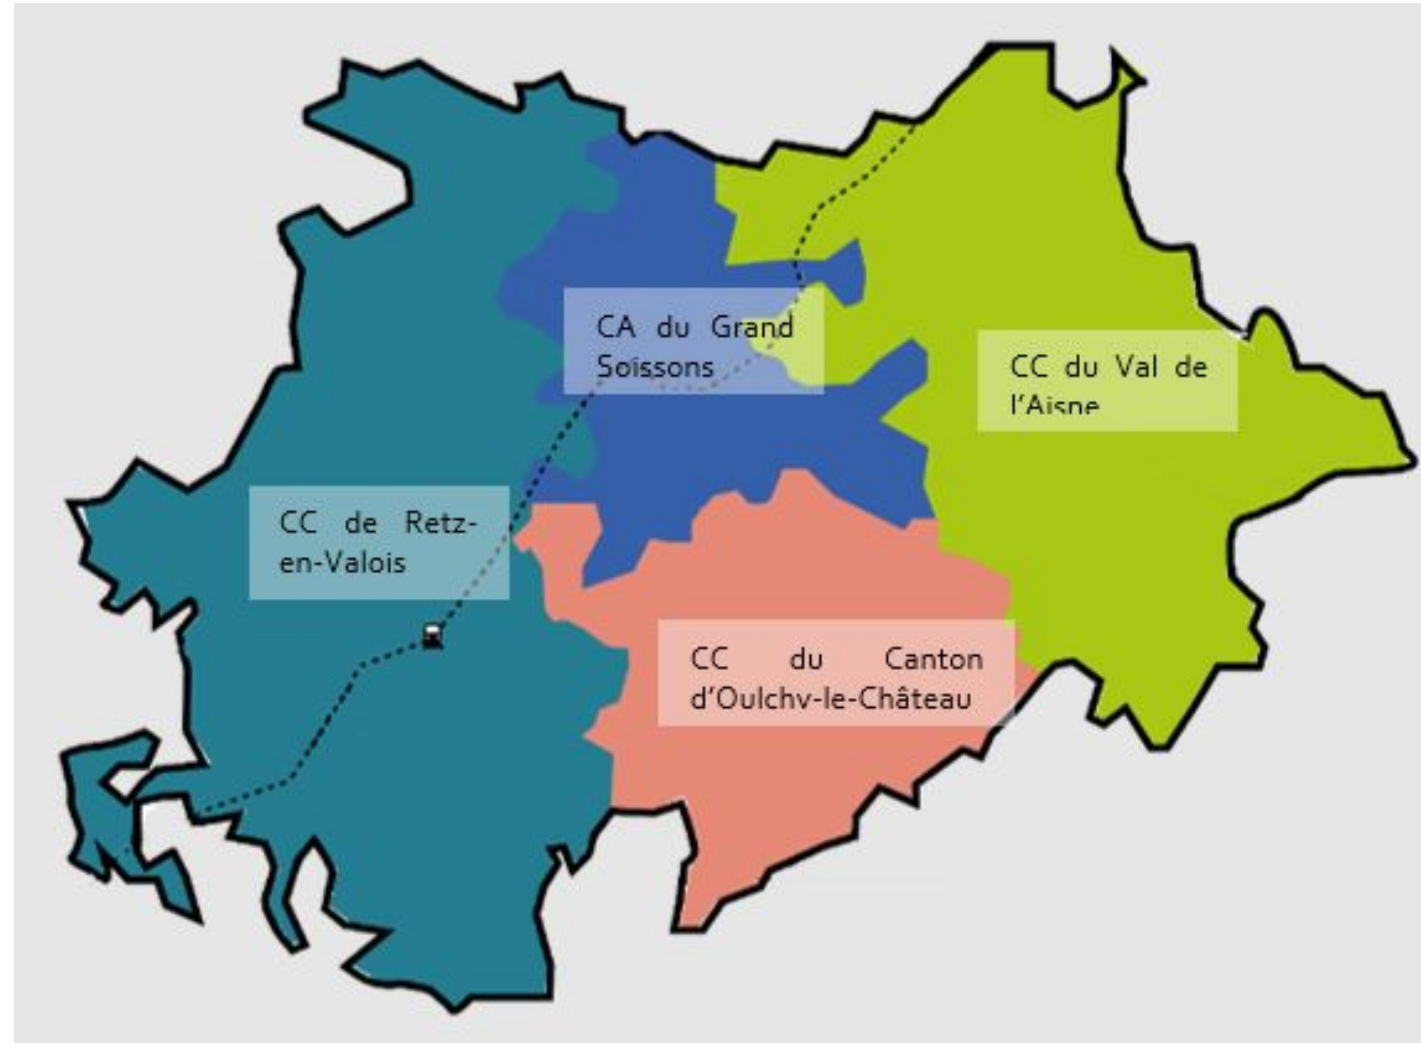 CA du Grand
Soissons
CC du Val de
l'Aisne
CC de Retz-
en-Valois
CC du Canton
d'Oulchy-le-Château